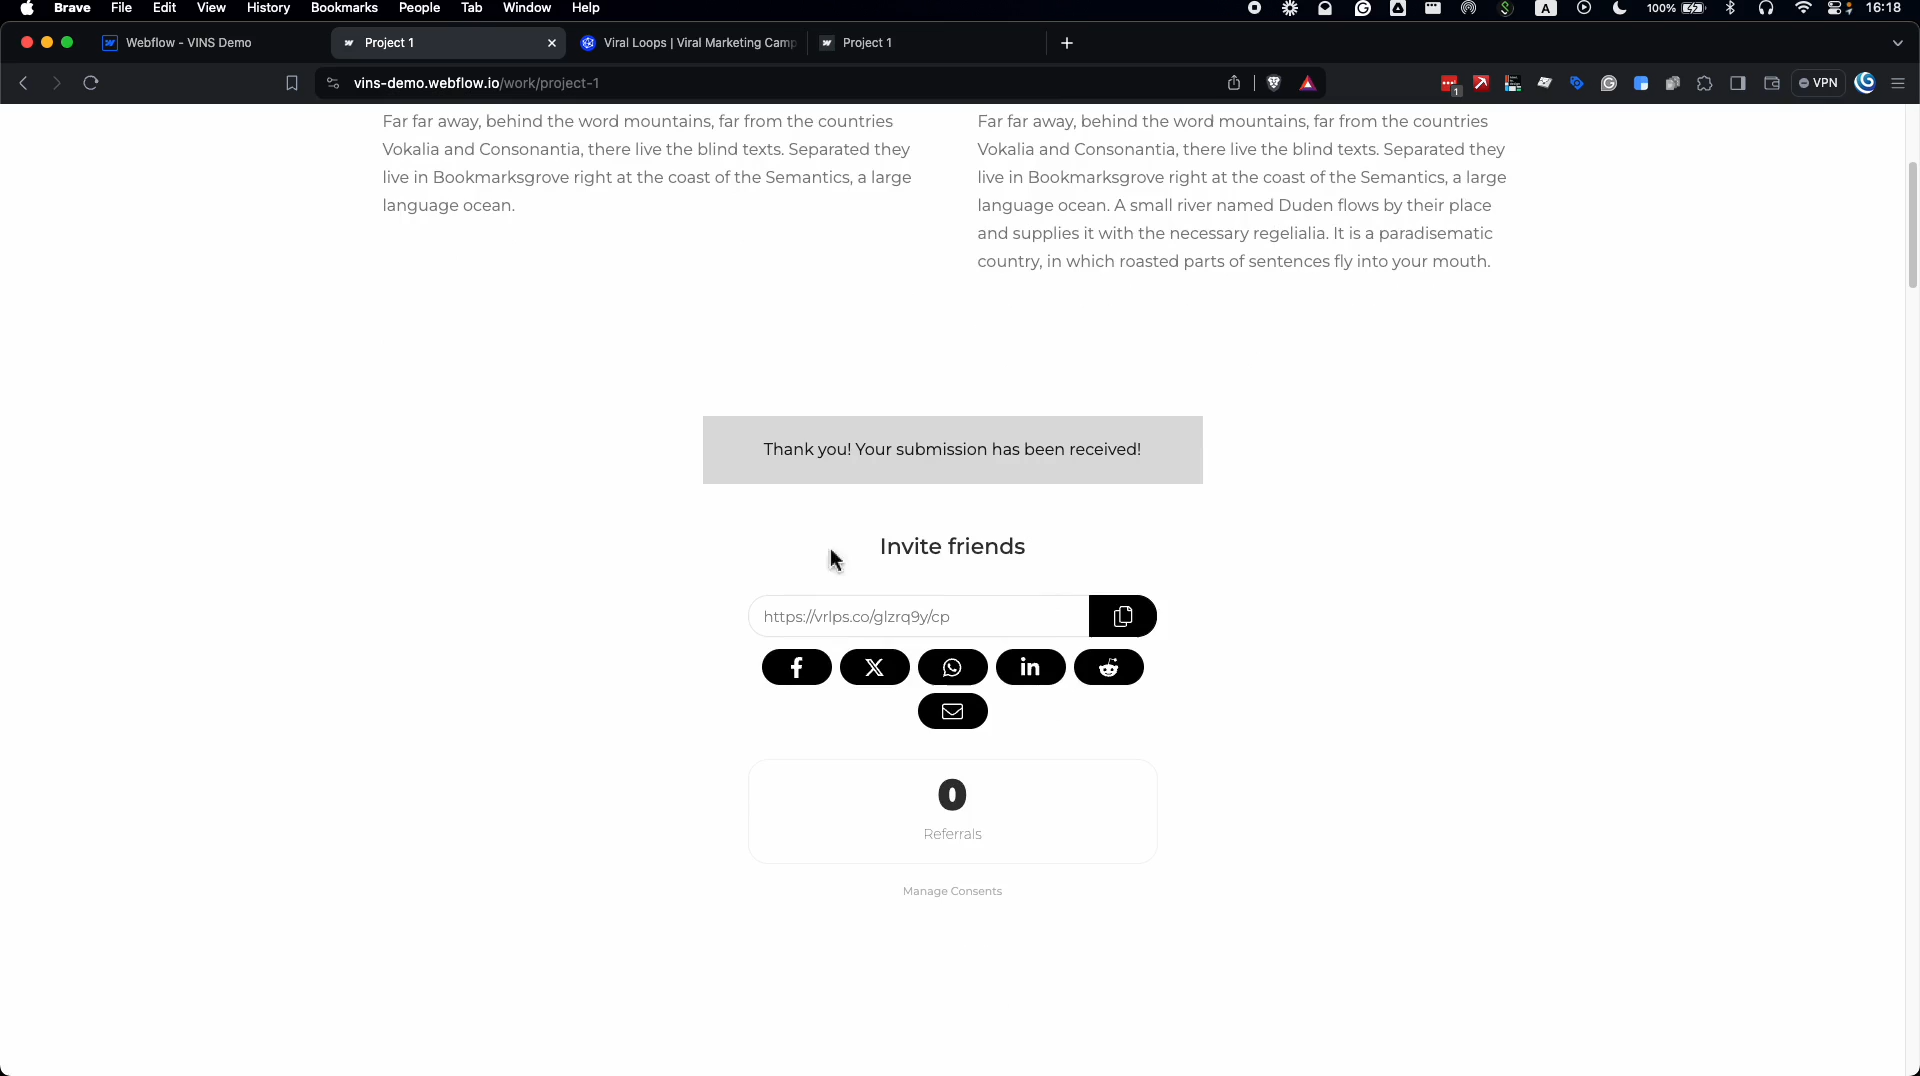 Brave File Edit View History Bookmarks People Tab Window Help A 100% 16:18
Webflow - VINS Demo Project 1 Viral Loops | Viral Marketing Camp Project 1
vins-demo.webflow.io/work/project-1 1 VPN
Far far away, behind the word mountains, far from the countries
Vokalia and Consonantia, there live the blind texts. Separated they
live in Bookmarksgrove right at the coast of the Semantics, a large
language ocean.
Far far away, behind the word mountains, far from the countries
Vokalia and Consonantia, there live the blind texts. Separated they
live in Bookmarksgrove right at the coast of the Semantics, a large
language ocean. A small river named Duden flows by their place
and supplies it with the necessary regelialia. It is a paradisematic
country, in which roasted parts of sentences fly into your mouth.
Thank you! Your submission has been received!
Invite friends
https://vrlps.co/glzrq9y/cp
0
Referrals
Manage Consents